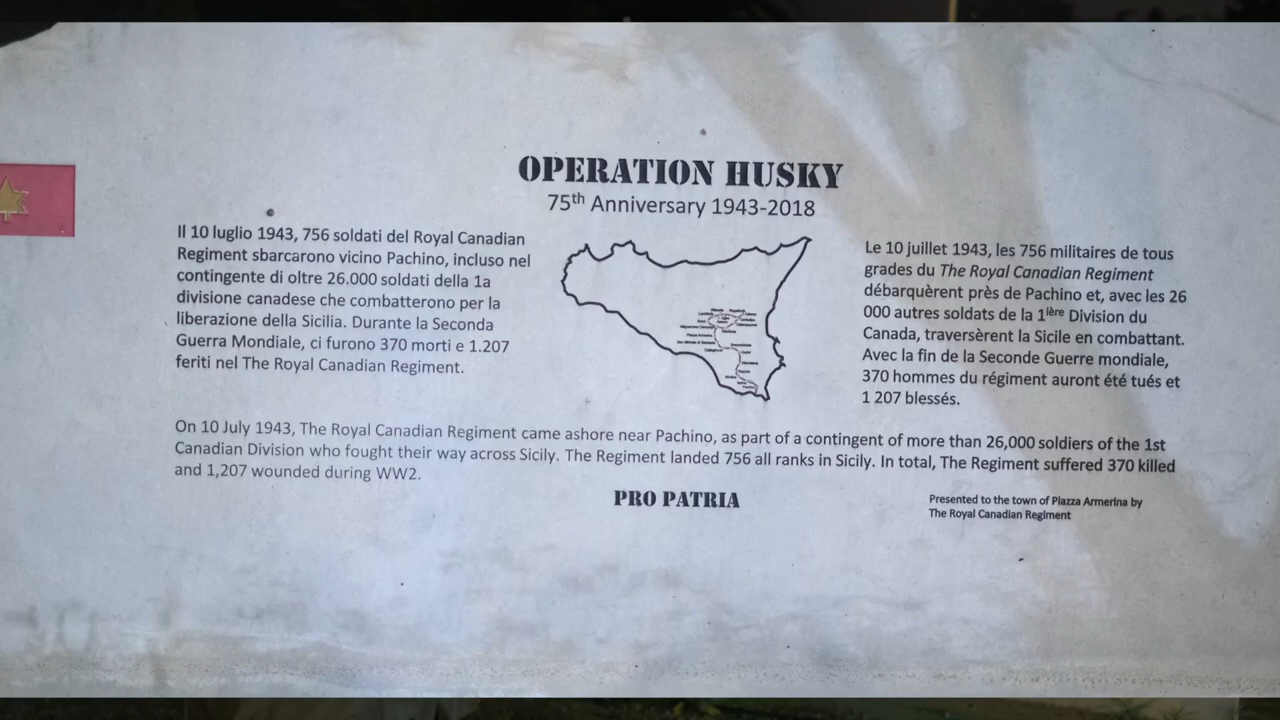 OPERATION HUSKY
75th Anniversary 1943-2018
Il 10 luglio 1943, 756 soldati del Royal Canadian
Regiment sbarcarono vicino Pachino, incluso nel
contingente di oltre 26.000 soldati della 1a
divisione canadese che combatterono per la
liberazione della Sicilia. Durante la Seconda
Guerra Mondiale, ci furono 370 morti e 1.207
feriti nel The Royal Canadian Regiment.
Le 10 juillet 1943, les 756 militaires de tous
grades du The Royal Canadian Regiment
débarquèrent près de Pachino et, avec les 26
000 autres soldats de la 1ière Division du
Canada, traversèrent la Sicile en combattant.
Avec la fin de la Seconde Guerre mondiale,
370 hommes du régiment auront été tués et
1 207 blessés.
On 10 July 1943, The Royal Canadian Regiment came ashore near Pachino, as part of a contingent of more than 26,000 soldiers of the 1st
Canadian Division who fought their way across Sicily. The Regiment landed 756 all ranks in Sicily. In total, The Regiment suffered 370 killed
and 1,207 wounded during WW2.
PRO PATRIA
Presented to the town of Piazza Armerina by
The Royal Canadian Regiment